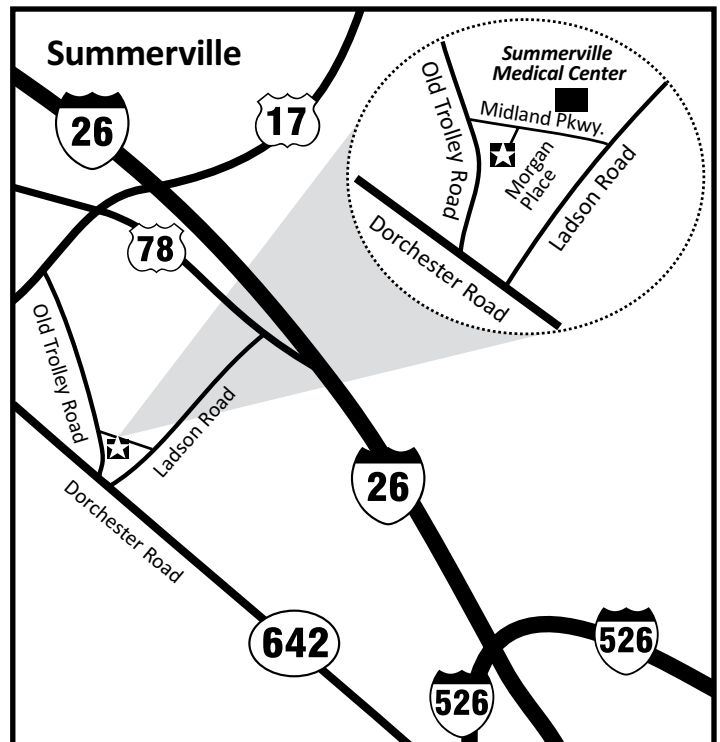 Summerville
26
17
78
Old Trolley Road
Ladson Road
Dorchester Road
26
642
526
526
Summerville
Medical Center
Old Trolley Road
Midland Pkwy.
Morgan
Place
Ladson Road
Dorchester Road